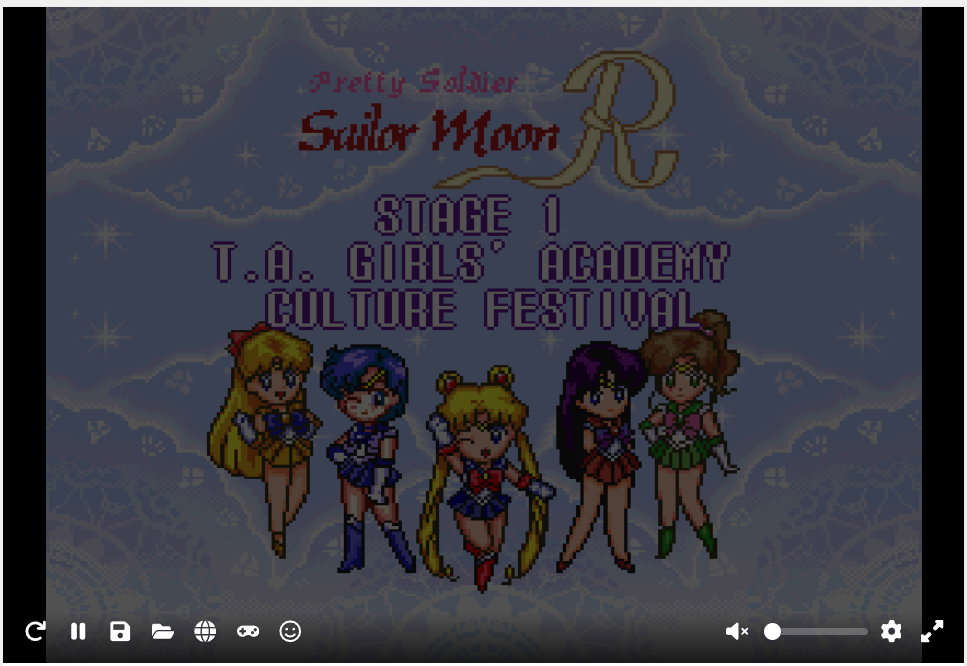 Pretty Soldier
Sailor Moon R
STAGE 1
T.A. GIRLS' ACADEMY
CULTURE FESTIVAL